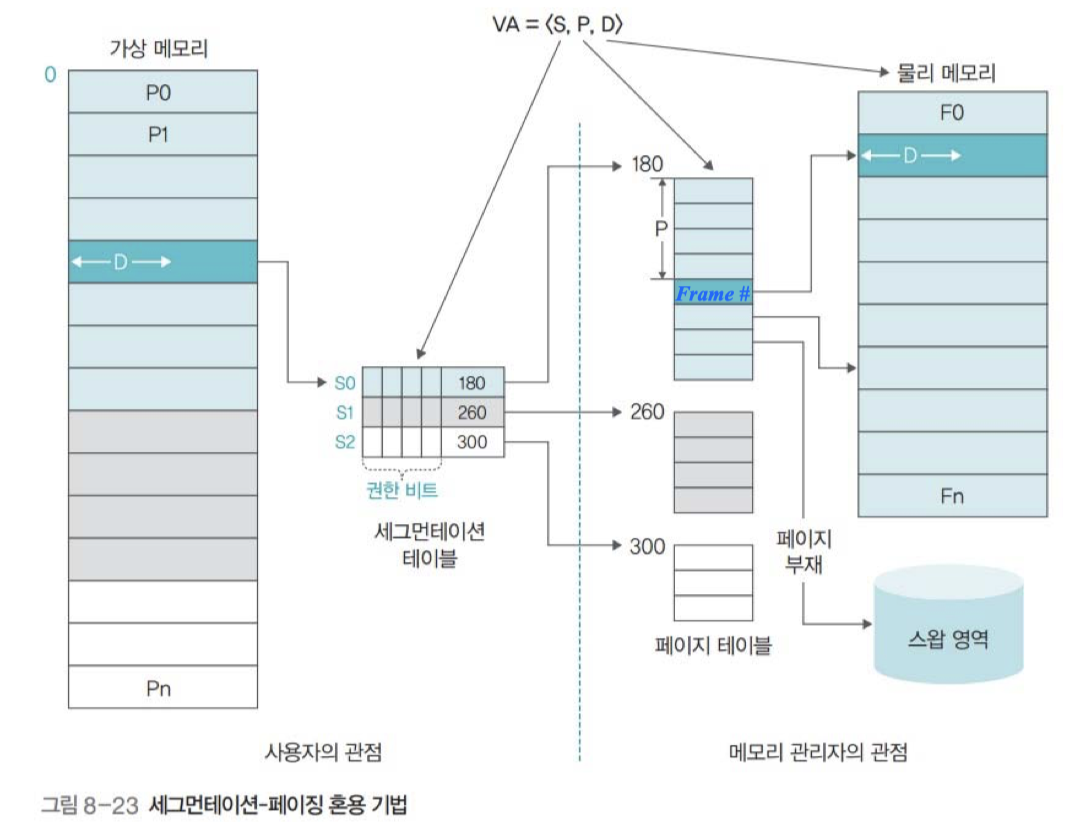 VA = ⟨S, P, D⟩
가상 메모리
물리 메모리
0
P0
P1
D
Pn
S0
S1
S2
180
260
300
권한 비트
세그먼테이션
테이블
180
P
Frame #
260
300
페이지 테이블
페이지
부재
F0
D
Fn
스왑 영역
사용자의 관점
메모리 관리자의 관점
그림 8-23 세그먼테이션-페이징 혼용 기법